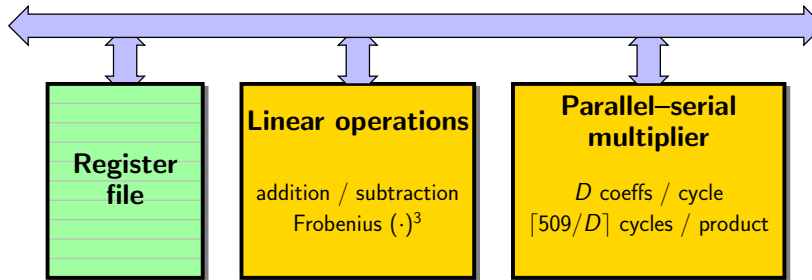 Register
file
Linear operations
addition / subtraction
Frobenius (·)³
Parallel–serial
multiplier
D coeffs / cycle
⌈509/D⌉ cycles / product